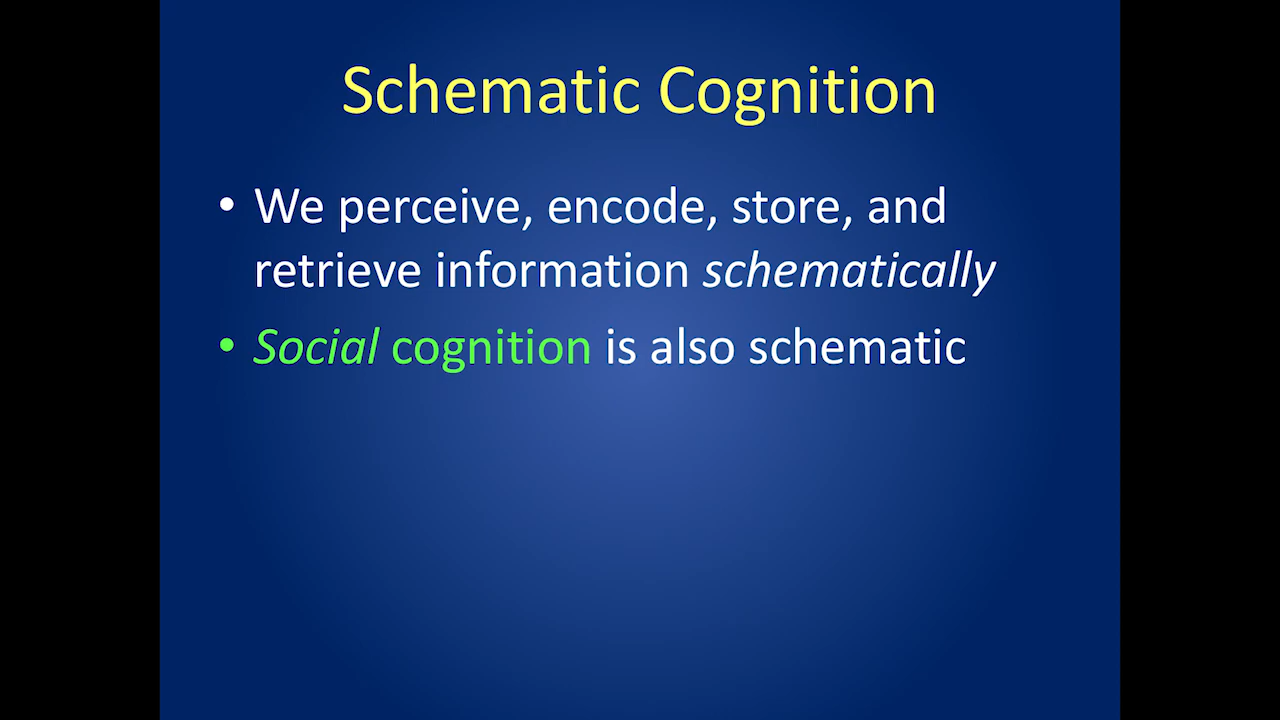 Schematic Cognition
• We perceive, encode, store, and
retrieve information schematically
• Social cognition is also schematic